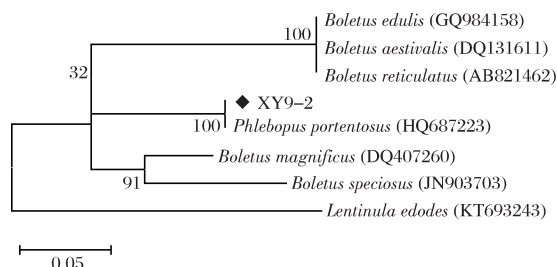 Boletus edulis (GQ984158)
100
Boletus aestivalis (DQ131611)
32
Boletus reticulatus (AB821462)
◆ XY9-2
100
Phlebopus portentosus (HQ687223)
Boletus magnificus (DQ407260)
91
Boletus speciosus (JN903703)
Lentinula edodes (KT693243)
0.05